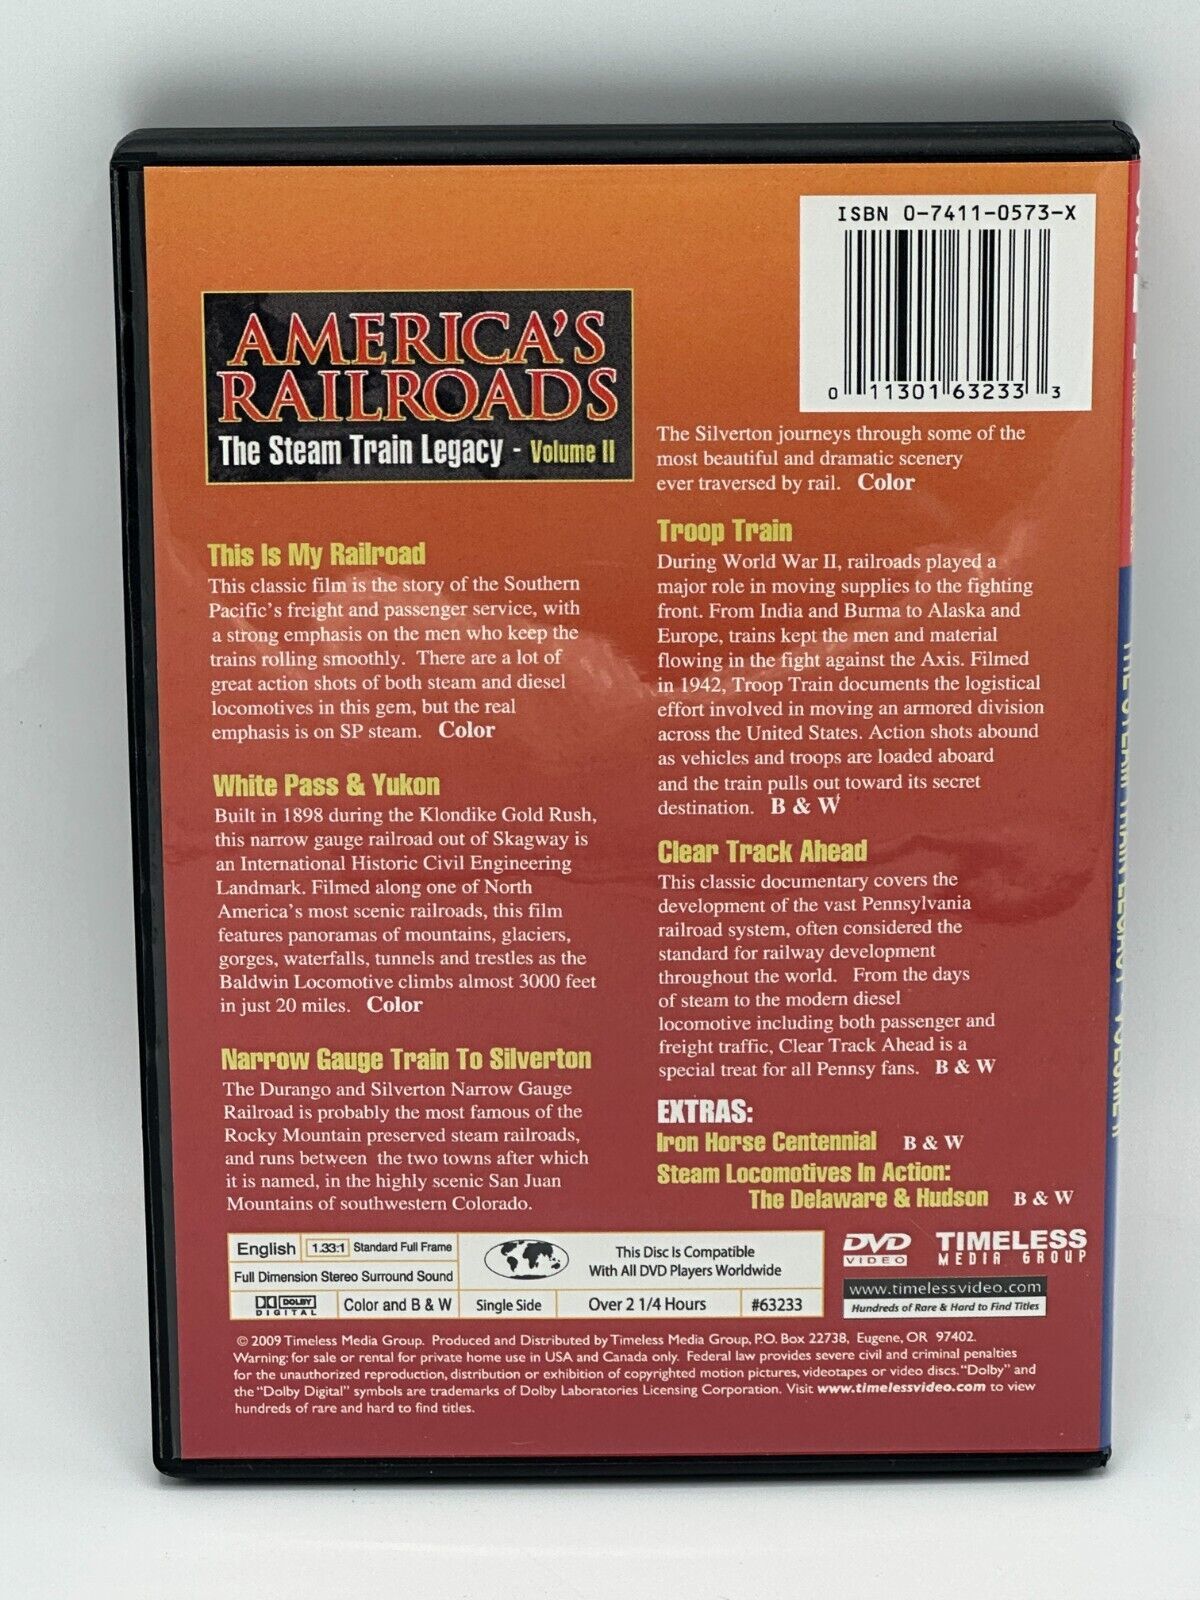 ISBN 0-7411-0573-X
0 11301 63233 3
AMERICA'S
RAILROADS
The Steam Train Legacy - Volume II
This Is My Railroad
This classic film is the story of the Southern
Pacific's freight and passenger service, with
a strong emphasis on the men who keep the
trains rolling smoothly. There are a lot of
great action shots of both steam and diesel
locomotives in this gem, but the real
emphasis is on SP steam. Color
White Pass & Yukon
Built in 1898 during the Klondike Gold Rush,
this narrow gauge railroad out of Skagway is
an International Historic Civil Engineering
Landmark. Filmed along one of North
America's most scenic railroads, this film
features panoramas of mountains, glaciers,
gorges, waterfalls, tunnels and trestles as the
Baldwin Locomotive climbs almost 3000 feet
in just 20 miles. Color
Narrow Gauge Train To Silverton
The Durango and Silverton Narrow Gauge
Railroad is probably the most famous of the
Rocky Mountain preserved steam railroads,
and runs between the two towns after which
it is named, in the highly scenic San Juan
Mountains of southwestern Colorado.
The Silverton journeys through some of the
most beautiful and dramatic scenery
ever traversed by rail. Color
Troop Train
During World War II, railroads played a
major role in moving supplies to the fighting
front. From India and Burma to Alaska and
Europe, trains kept the men and material
flowing in the fight against the Axis. Filmed
in 1942, Troop Train documents the logistical
effort involved in moving an armored division
across the United States. Action shots abound
as vehicles and troops are loaded aboard
and the train pulls out toward its secret
destination. B & W
Clear Track Ahead
This classic documentary covers the
development of the vast Pennsylvania
railroad system, often considered the
standard for railway development
throughout the world. From the days
of steam to the modern diesel
locomotive including both passenger and
freight traffic, Clear Track Ahead is a
special treat for all Pennsy fans. B & W
EXTRAS:
Iron Horse Centennial B & W
Steam Locomotives In Action:
The Delaware & Hudson B & W
English 1.33:1 Standard Full Frame
Full Dimension Stereo Surround Sound
DOLBY
DIGITAL
Color and B & W
This Disc Is Compatible
With All DVD Players Worldwide
Single Side Over 2 1/4 Hours #63233
DVD
VIDEO
TIMELESS
MEDIA GROUP
www.timelessvideo.com
Hundreds of Rare & Hard to Find Titles
© 2009 Timeless Media Group. Produced and Distributed by Timeless Media Group, P.O. Box 22738, Eugene, OR 97402.
Warning: for sale or rental for private home use in USA and Canada only. Federal law provides severe civil and criminal penalties
for the unauthorized reproduction, distribution or exhibition of copyrighted motion pictures, videotapes or video discs. "Dolby" and
the "Dolby Digital" symbols are trademarks of Dolby Laboratories Licensing Corporation. Visit www.timelessvideo.com to view
hundreds of rare and hard to find titles.
THE STEAM TRAIN LEGACY - VOLUME II